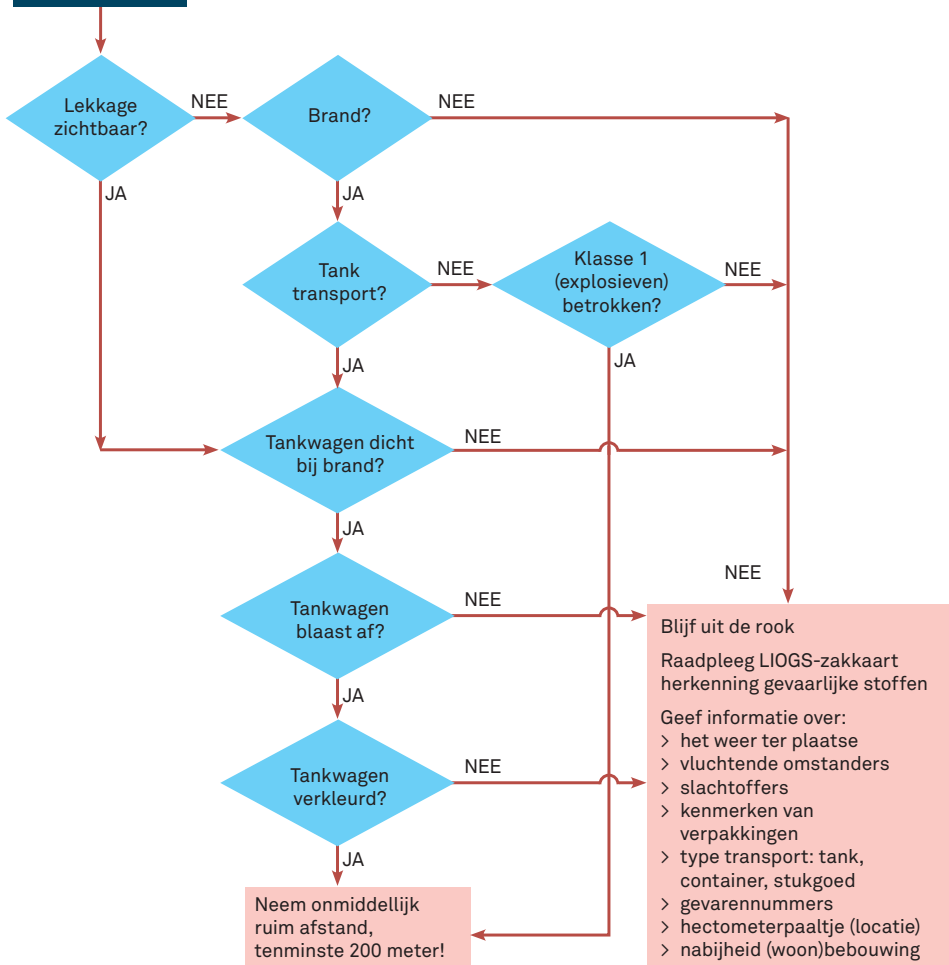 Lekkage
zichtbaar?
NEE
Brand?
NEE
JA
JA
Tank
transport?
NEE
Klasse 1
(explosieven)
betrokken?
NEE
JA
JA
Tankwagen dicht
bij brand?
NEE
JA
NEE
Tankwagen
blaast af?
NEE
JA
Tankwagen
verkleurd?
NEE
JA
Neem onmiddellijk
ruim afstand,
tenminste 200 meter!
Blijf uit de rook
Raadpleeg LIOGS-zakkaart
herkenning gevaarlijke stoffen
Geef informatie over:
> het weer ter plaatse
> vluchtende omstanders
> slachtoffers
> kenmerken van
verpakkingen
> type transport: tank,
container, stukgoed
> gevarennummers
> hectometerpaaltje (locatie)
> nabijheid (woon)bebouwing